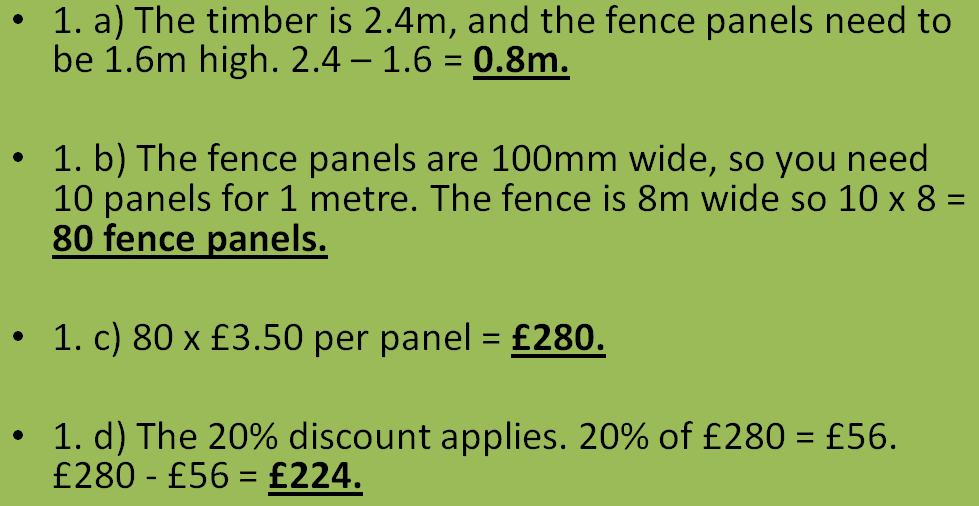 • 1. a) The timber is 2.4m, and the fence panels need to
be 1.6m high. 2.4 – 1.6 = 0.8m.
• 1. b) The fence panels are 100mm wide, so you need
10 panels for 1 metre. The fence is 8m wide so 10 x 8 =
80 fence panels.
• 1. c) 80 x £3.50 per panel = £280.
• 1. d) The 20% discount applies. 20% of £280 = £56.
£280 - £56 = £224.